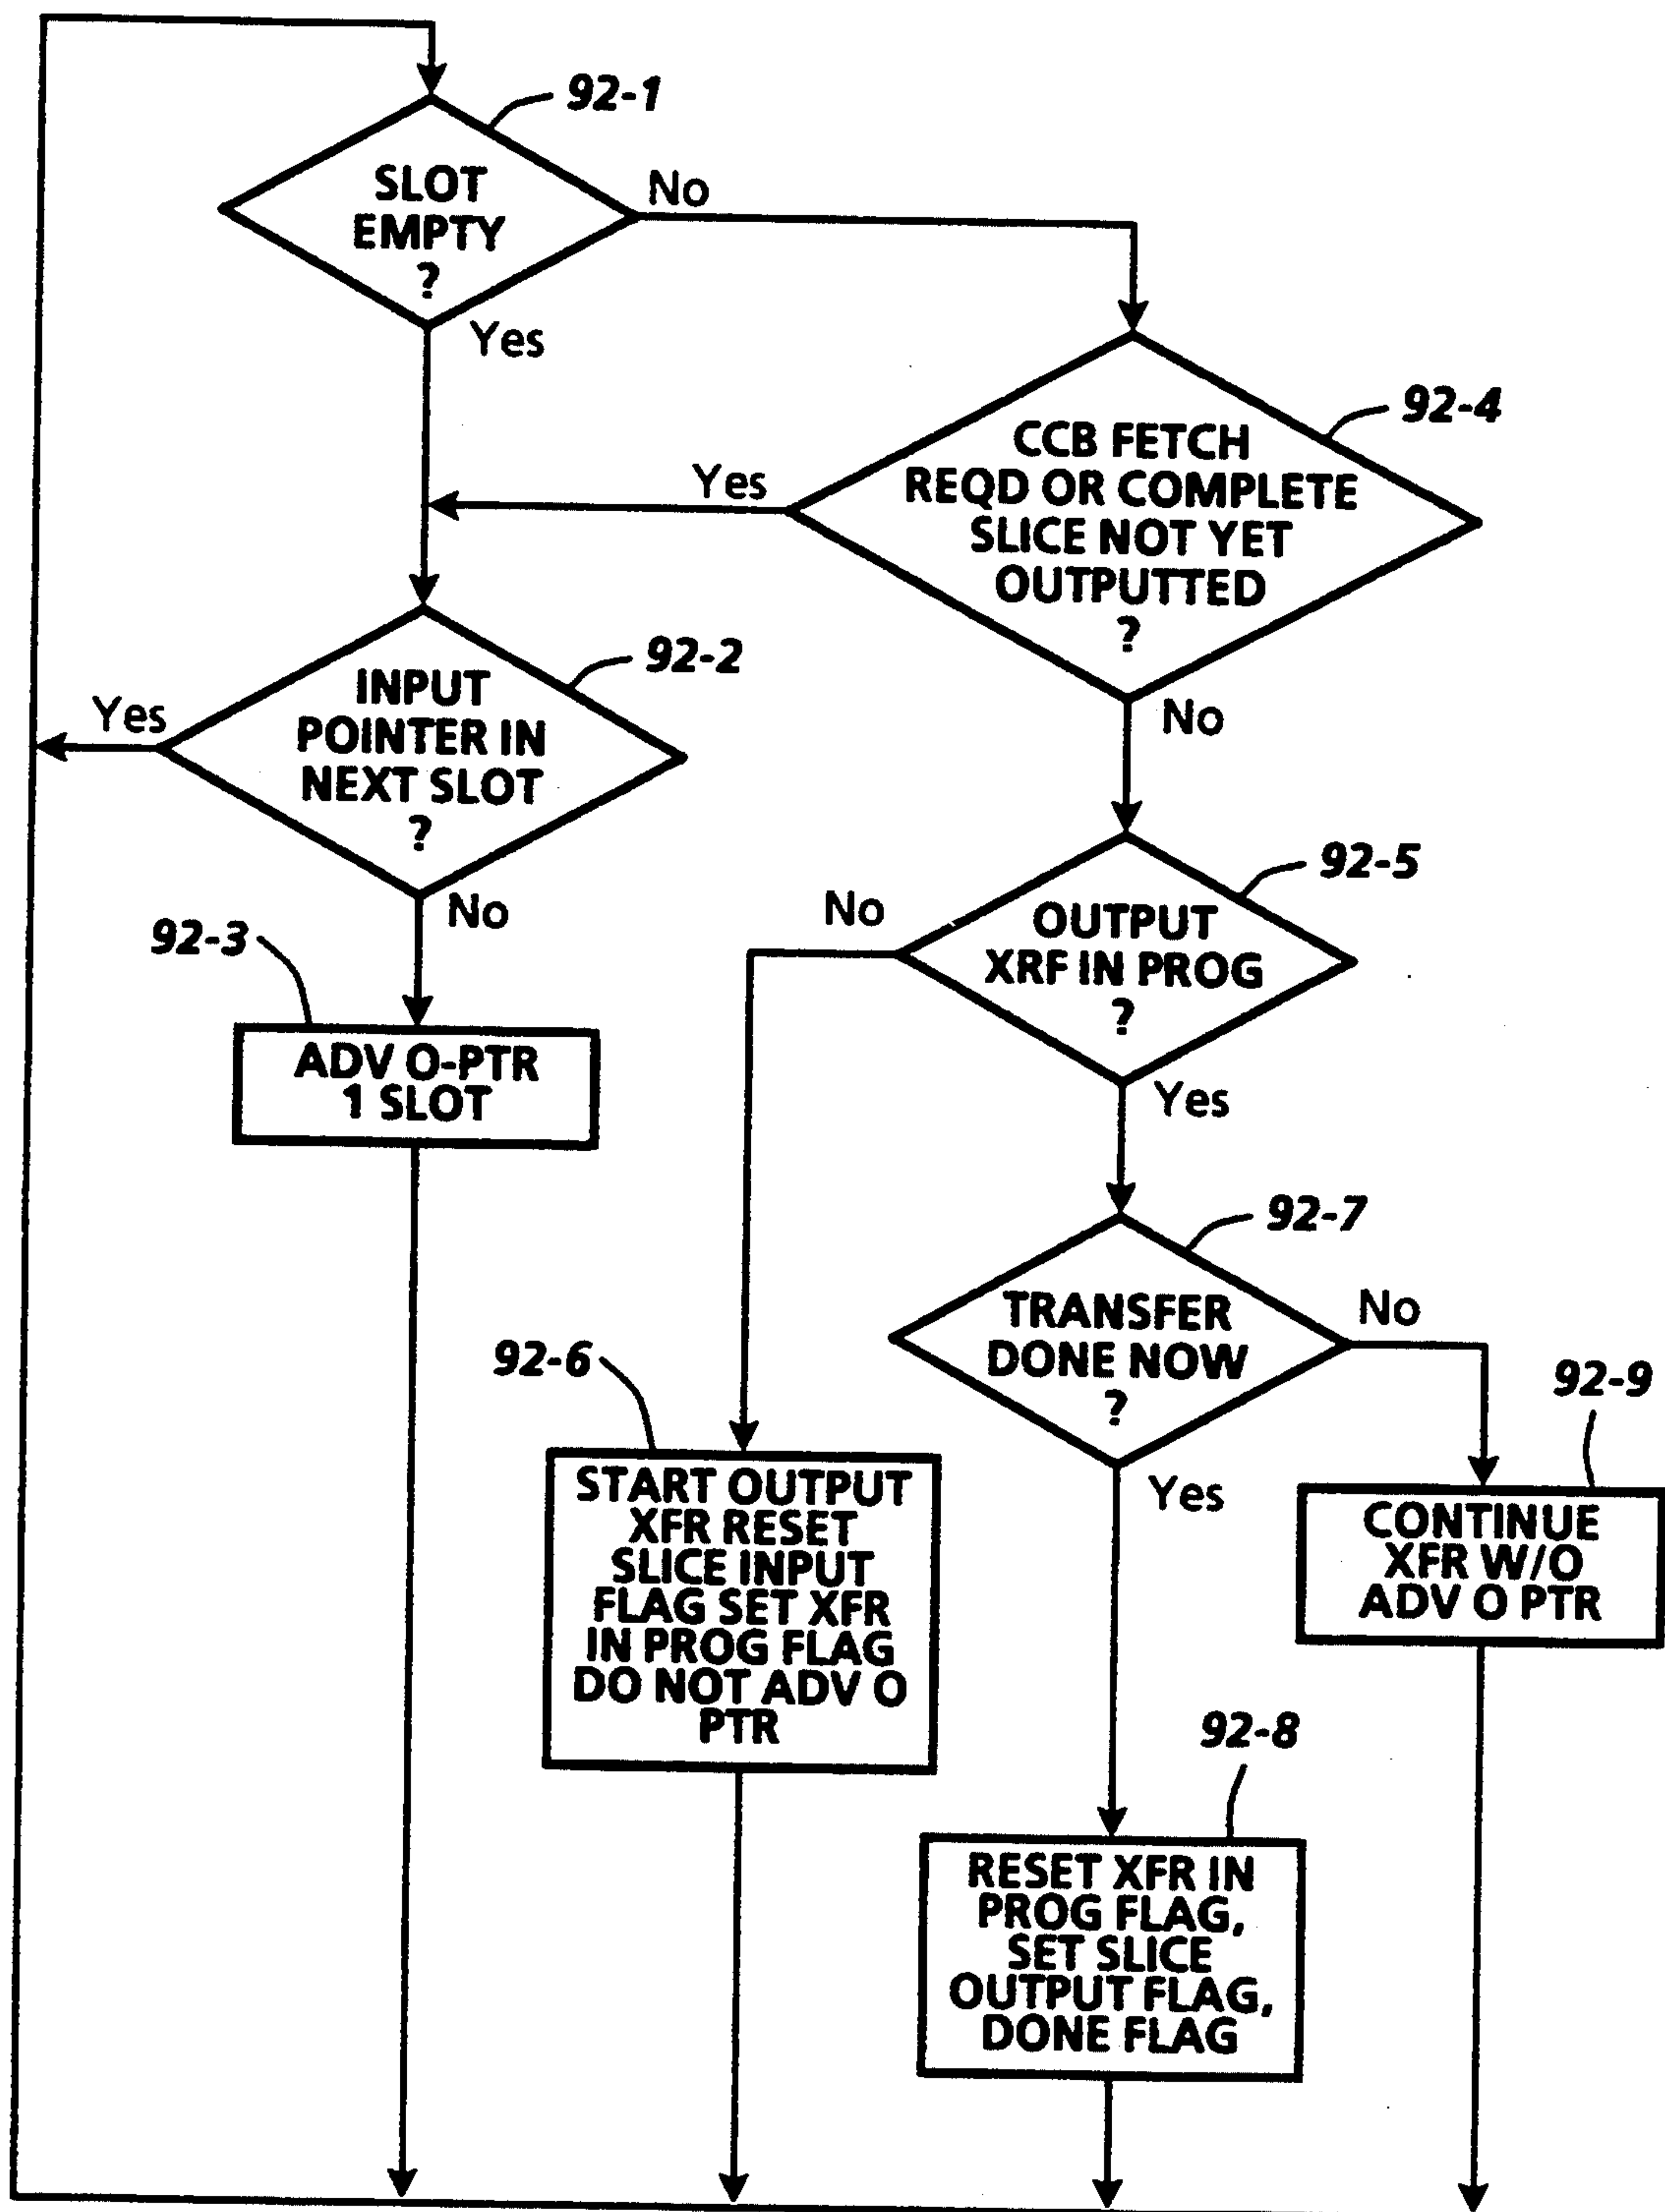 92-1
SLOT
EMPTY
?
No
Yes
92-4
CCB FETCH
REQD OR COMPLETE
SLICE NOT YET
OUTPUTTED
?
Yes
No
92-2
INPUT
POINTER IN
NEXT SLOT
?
Yes
No
92-3
ADV O-PTR
1 SLOT
92-5
OUTPUT
XRF IN PROG
?
No
Yes
92-7
TRANSFER
DONE NOW
?
No
Yes
92-6
START OUTPUT
XFR RESET
SLICE INPUT
FLAG SET XFR
IN PROG FLAG
DO NOT ADV O
PTR
92-9
CONTINUE
XFR W/O
ADV O PTR
92-8
RESET XFR IN
PROG FLAG,
SET SLICE
OUTPUT FLAG,
DONE FLAG